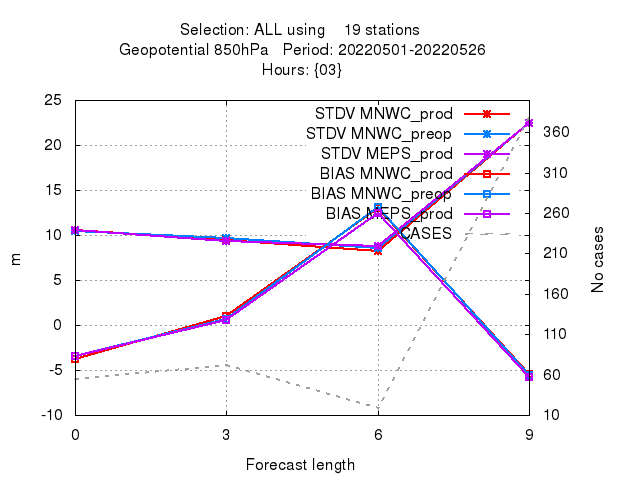 Selection: ALL using 19 stations
Geopotential 850hPa Period: 20220501-20220526
Hours: {03}
25
20
15
10
5
0
-5
-10
m
STDV MNWC_prod
STDV MNWC_preop
STDV MEPS_prod
BIAS MNWC_prod
BIAS MNWC_preop
BIAS MEPS_prod
CASES
360
310
260
210
160
110
60
10
No cases
0 3 6 9
Forecast length